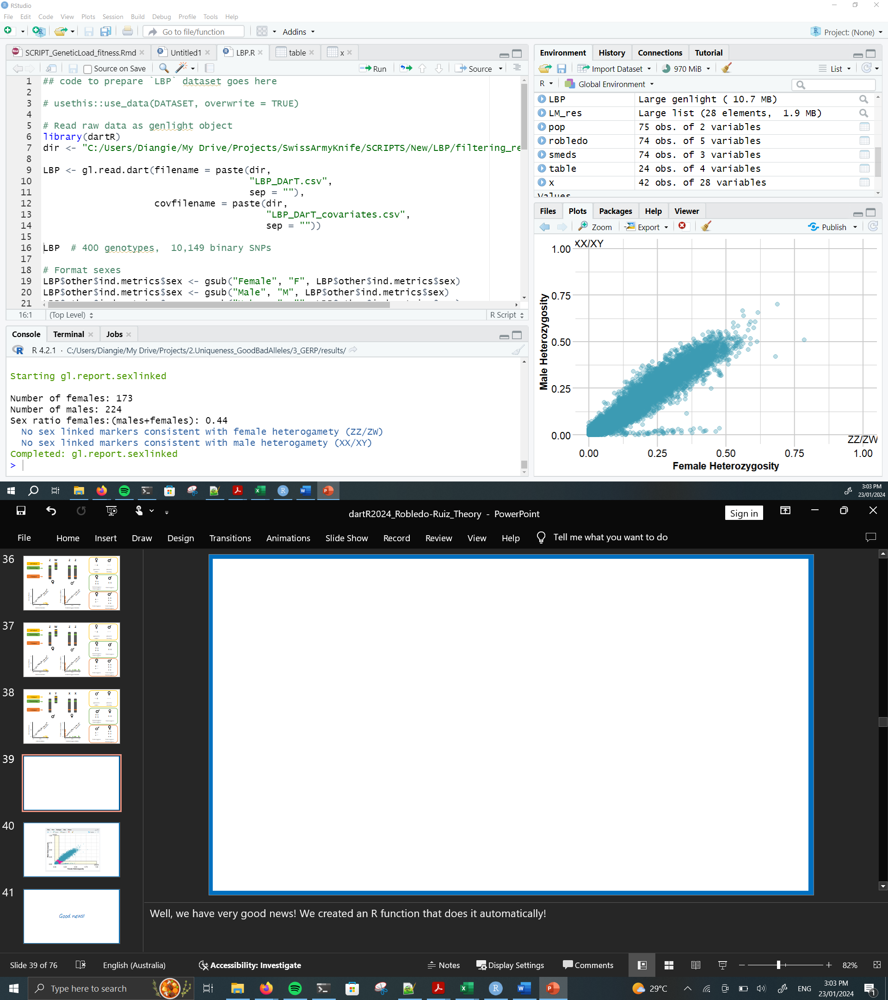 RStudio
File Edit Code View Plots Session Build Debug Profile Tools Help
Go to file/function Addins Project: (None)
SCRIPT_GeneticLoad_fitness.Rmd Untitled1 LBP.R table x
Source on Save Run Source
1 ## code to prepare `LBP` dataset goes here
2
3 # usethis::use_data(DATASET, overwrite = TRUE)
4
5 # Read raw data as genlight object
6 library(dartR)
7 dir <- "C:/Users/Diangie/My Drive/Projects/SwissArmyKnife/SCRIPTS/New/LBP/filtering_re
8
9 LBP <- gl.read.dart(filename = paste(dir,
10 "LBP_DArT.csv",
11 sep = ""),
12 covfilename = paste(dir,
13 "LBP_DArT_covariates.csv",
14 sep = ""))
15
16 LBP # 400 genotypes, 10,149 binary SNPs
17
18 # Format sexes
19 LBP$other$ind.metrics$sex <- gsub("Female", "F", LBP$other$ind.metrics$sex)
20 LBP$other$ind.metrics$sex <- gsub("Male", "M", LBP$other$ind.metrics$sex)
21
16:1 (Top Level) R Script
Console Terminal Jobs
R 4.2.1 · C:/Users/Diangie/My Drive/Projects/2.Uniqueness_GoodBadAlleles/3_GERP/results/
Starting gl.report.sexlinked
Number of females: 173
Number of males: 224
Sex ratio females:(males+females): 0.44
No sex linked markers consistent with female heterogamety (ZZ/ZW)
No sex linked markers consistent with male heterogamety (XX/XY)
Completed: gl.report.sexlinked
>
Environment History Connections Tutorial
Import Dataset 970 MiB List
R Global Environment
LBP Large genlight ( 10.7 MB)
LM_res Large list (28 elements, 1.9 MB)
pop 75 obs. of 2 variables
robledo 74 obs. of 5 variables
smeds 74 obs. of 3 variables
table 24 obs. of 4 variables
x 42 obs. of 28 variables
Values
Files Plots Packages Help Viewer
Zoom Export Publish
XX/XY
1.00
0.75
0.50
0.25
0.00
Male Heterozygosity
ZZ/ZW
0.00 0.25 0.50 0.75 1.00
Female Heterozygosity
3:03 PM
23/01/2024
dartR2024_Robledo-Ruiz_Theory - PowerPoint
Sign in
File Home Insert Draw Design Transitions Animations Slide Show Record Review View Help Tell me what you want to do
36
Z W Z Z
37
Z W Z Z
38
X Y X X
39
40
41
Good news!
Well, we have very good news! We created an R function that does it automatically!
Slide 39 of 76 English (Australia) Accessibility: Investigate Notes Display Settings Comments 82%
Type here to search 29°C ENG 3:03 PM
23/01/2024
1